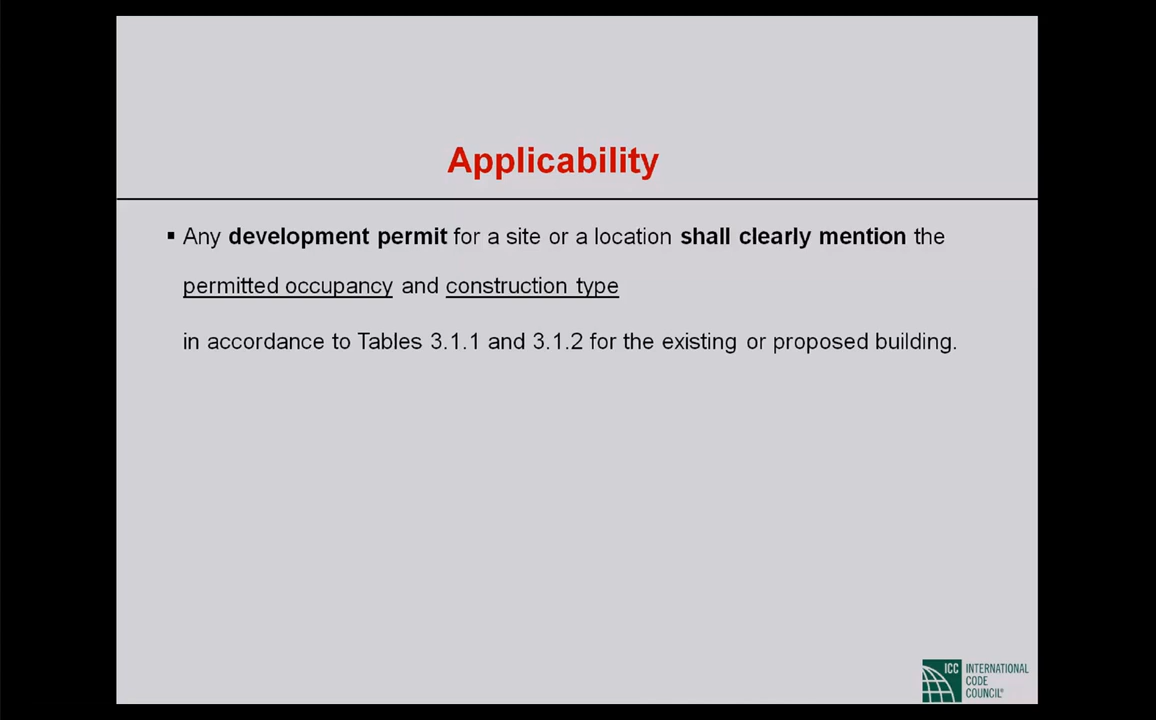 Applicability
▪ Any development permit for a site or a location shall clearly mention the
permitted occupancy and construction type
in accordance to Tables 3.1.1 and 3.1.2 for the existing or proposed building.
ICC INTERNATIONAL
CODE
COUNCIL®